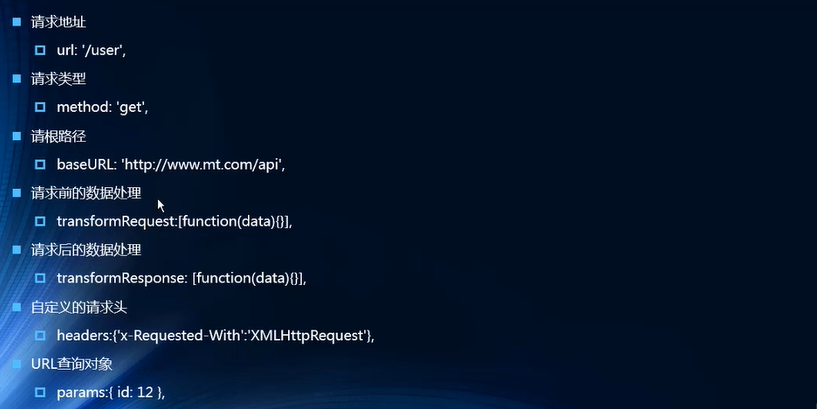 请求地址
url: '/user',
请求类型
method: 'get',
请根路径
baseURL: 'http://www.mt.com/api',
请求前的数据处理
transformRequest:[function(data){}],
请求后的数据处理
transformResponse: [function(data){}],
自定义的请求头
headers:{'x-Requested-With':'XMLHttpRequest'},
URL查询对象
params:{ id: 12 },